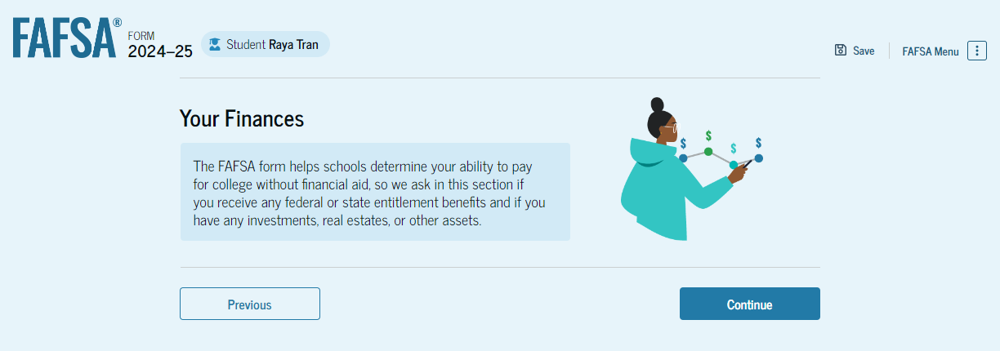 FAFSA®
FORM
2024–25
Student Raya Tran
Save
FAFSA Menu
Your Finances
The FAFSA form helps schools determine your ability to pay
for college without financial aid, so we ask in this section if
you receive any federal or state entitlement benefits and if you
have any investments, real estates, or other assets.
$ $ $ $
Previous
Continue